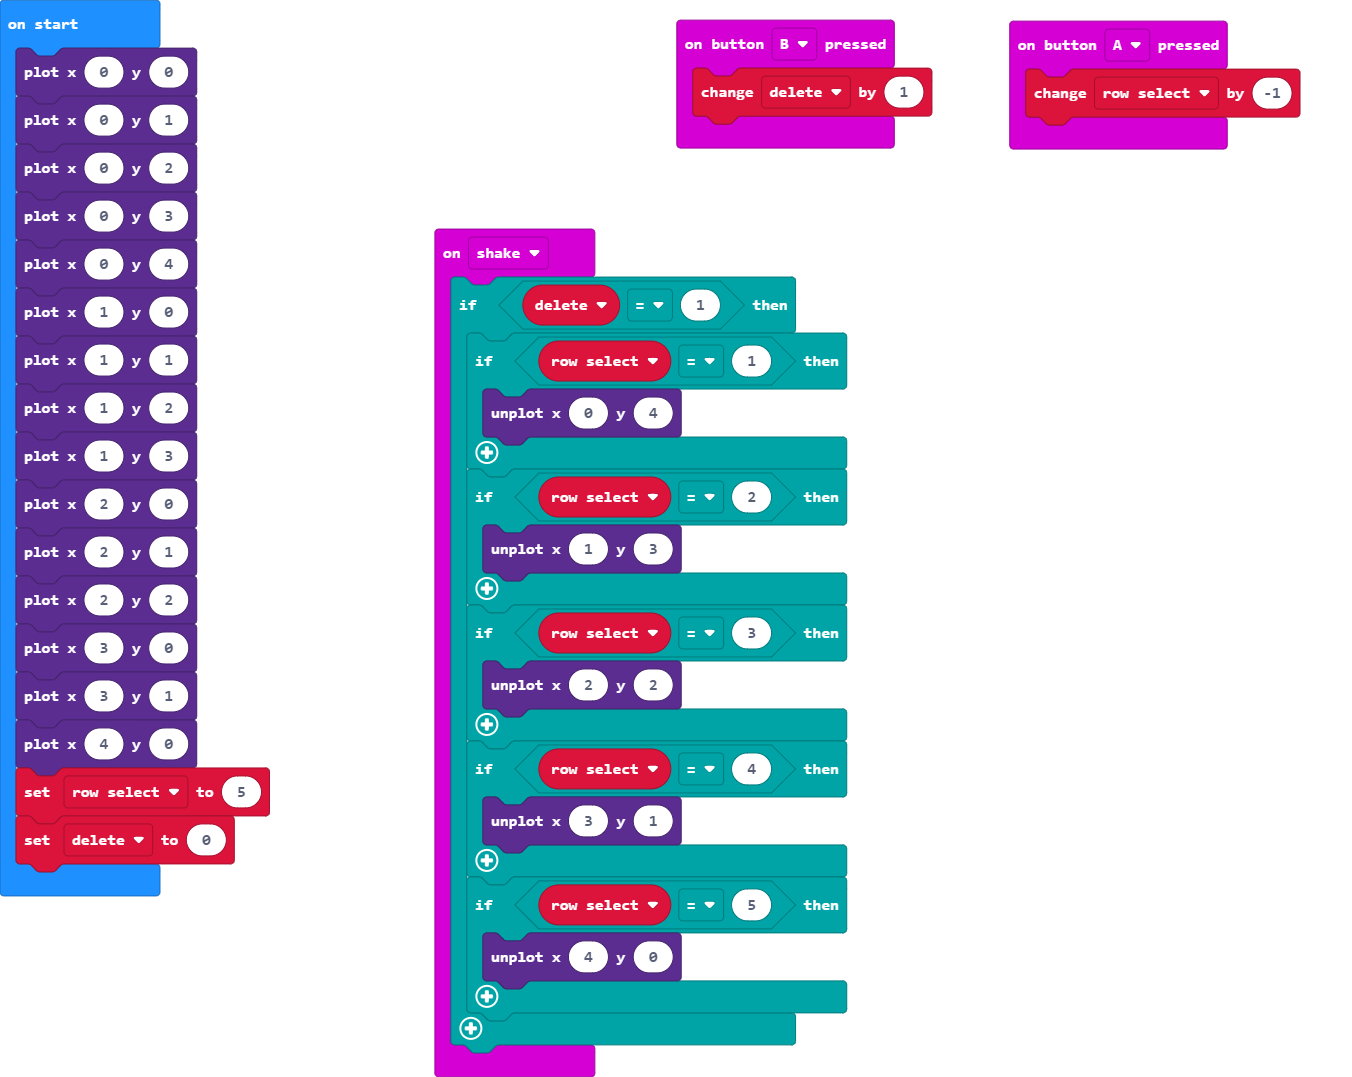 on start
plot x 0 y 0
plot x 0 y 1
plot x 0 y 2
plot x 0 y 3
plot x 0 y 4
plot x 1 y 0
plot x 1 y 1
plot x 1 y 2
plot x 1 y 3
plot x 2 y 0
plot x 2 y 1
plot x 2 y 2
plot x 3 y 0
plot x 3 y 1
plot x 4 y 0
set row select to 5
set delete to 0
on button B pressed
change delete by 1
on button A pressed
change row select by -1
on shake
if delete = 1 then
if row select = 1 then
unplot x 0 y 4
if row select = 2 then
unplot x 1 y 3
if row select = 3 then
unplot x 2 y 2
if row select = 4 then
unplot x 3 y 1
if row select = 5 then
unplot x 4 y 0